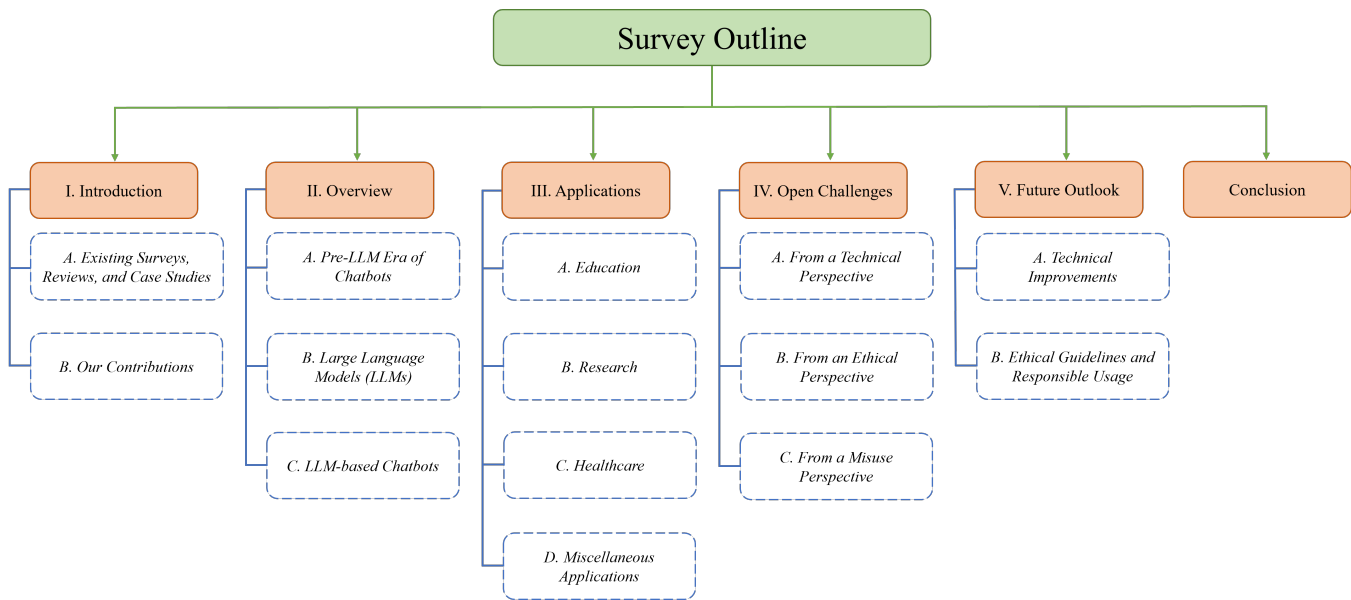 Survey Outline
I. Introduction
A. Existing Surveys,
Reviews, and Case Studies
B. Our Contributions
II. Overview
A. Pre-LLM Era of
Chatbots
B. Large Language
Models (LLMs)
C. LLM-based Chatbots
III. Applications
A. Education
B. Research
C. Healthcare
D. Miscellaneous
Applications
IV. Open Challenges
A. From a Technical
Perspective
B. From an Ethical
Perspective
C. From a Misuse
Perspective
V. Future Outlook
A. Technical
Improvements
B. Ethical Guidelines and
Responsible Usage
Conclusion